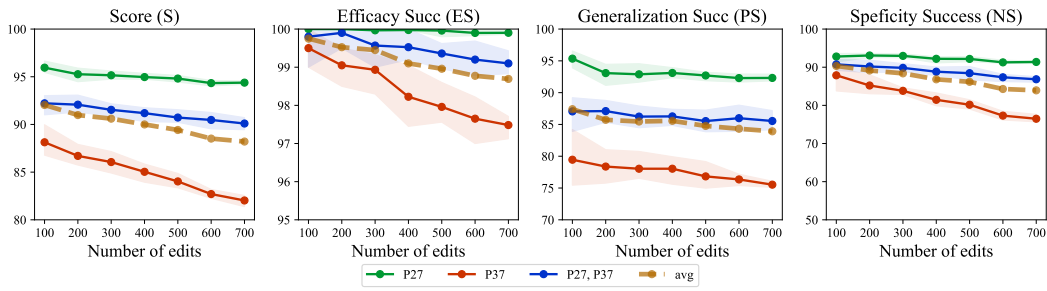 Score (S)
100
95
90
85
80
100 200 300 400 500 600 700
Number of edits
Efficacy Succ (ES)
100
99
98
97
96
95
100 200 300 400 500 600 700
Number of edits
Generalization Succ (PS)
100
95
90
85
80
75
70
100 200 300 400 500 600 700
Number of edits
Speficity Success (NS)
100
90
80
70
60
50
100 200 300 400 500 600 700
Number of edits
P27 P37 P27, P37 avg